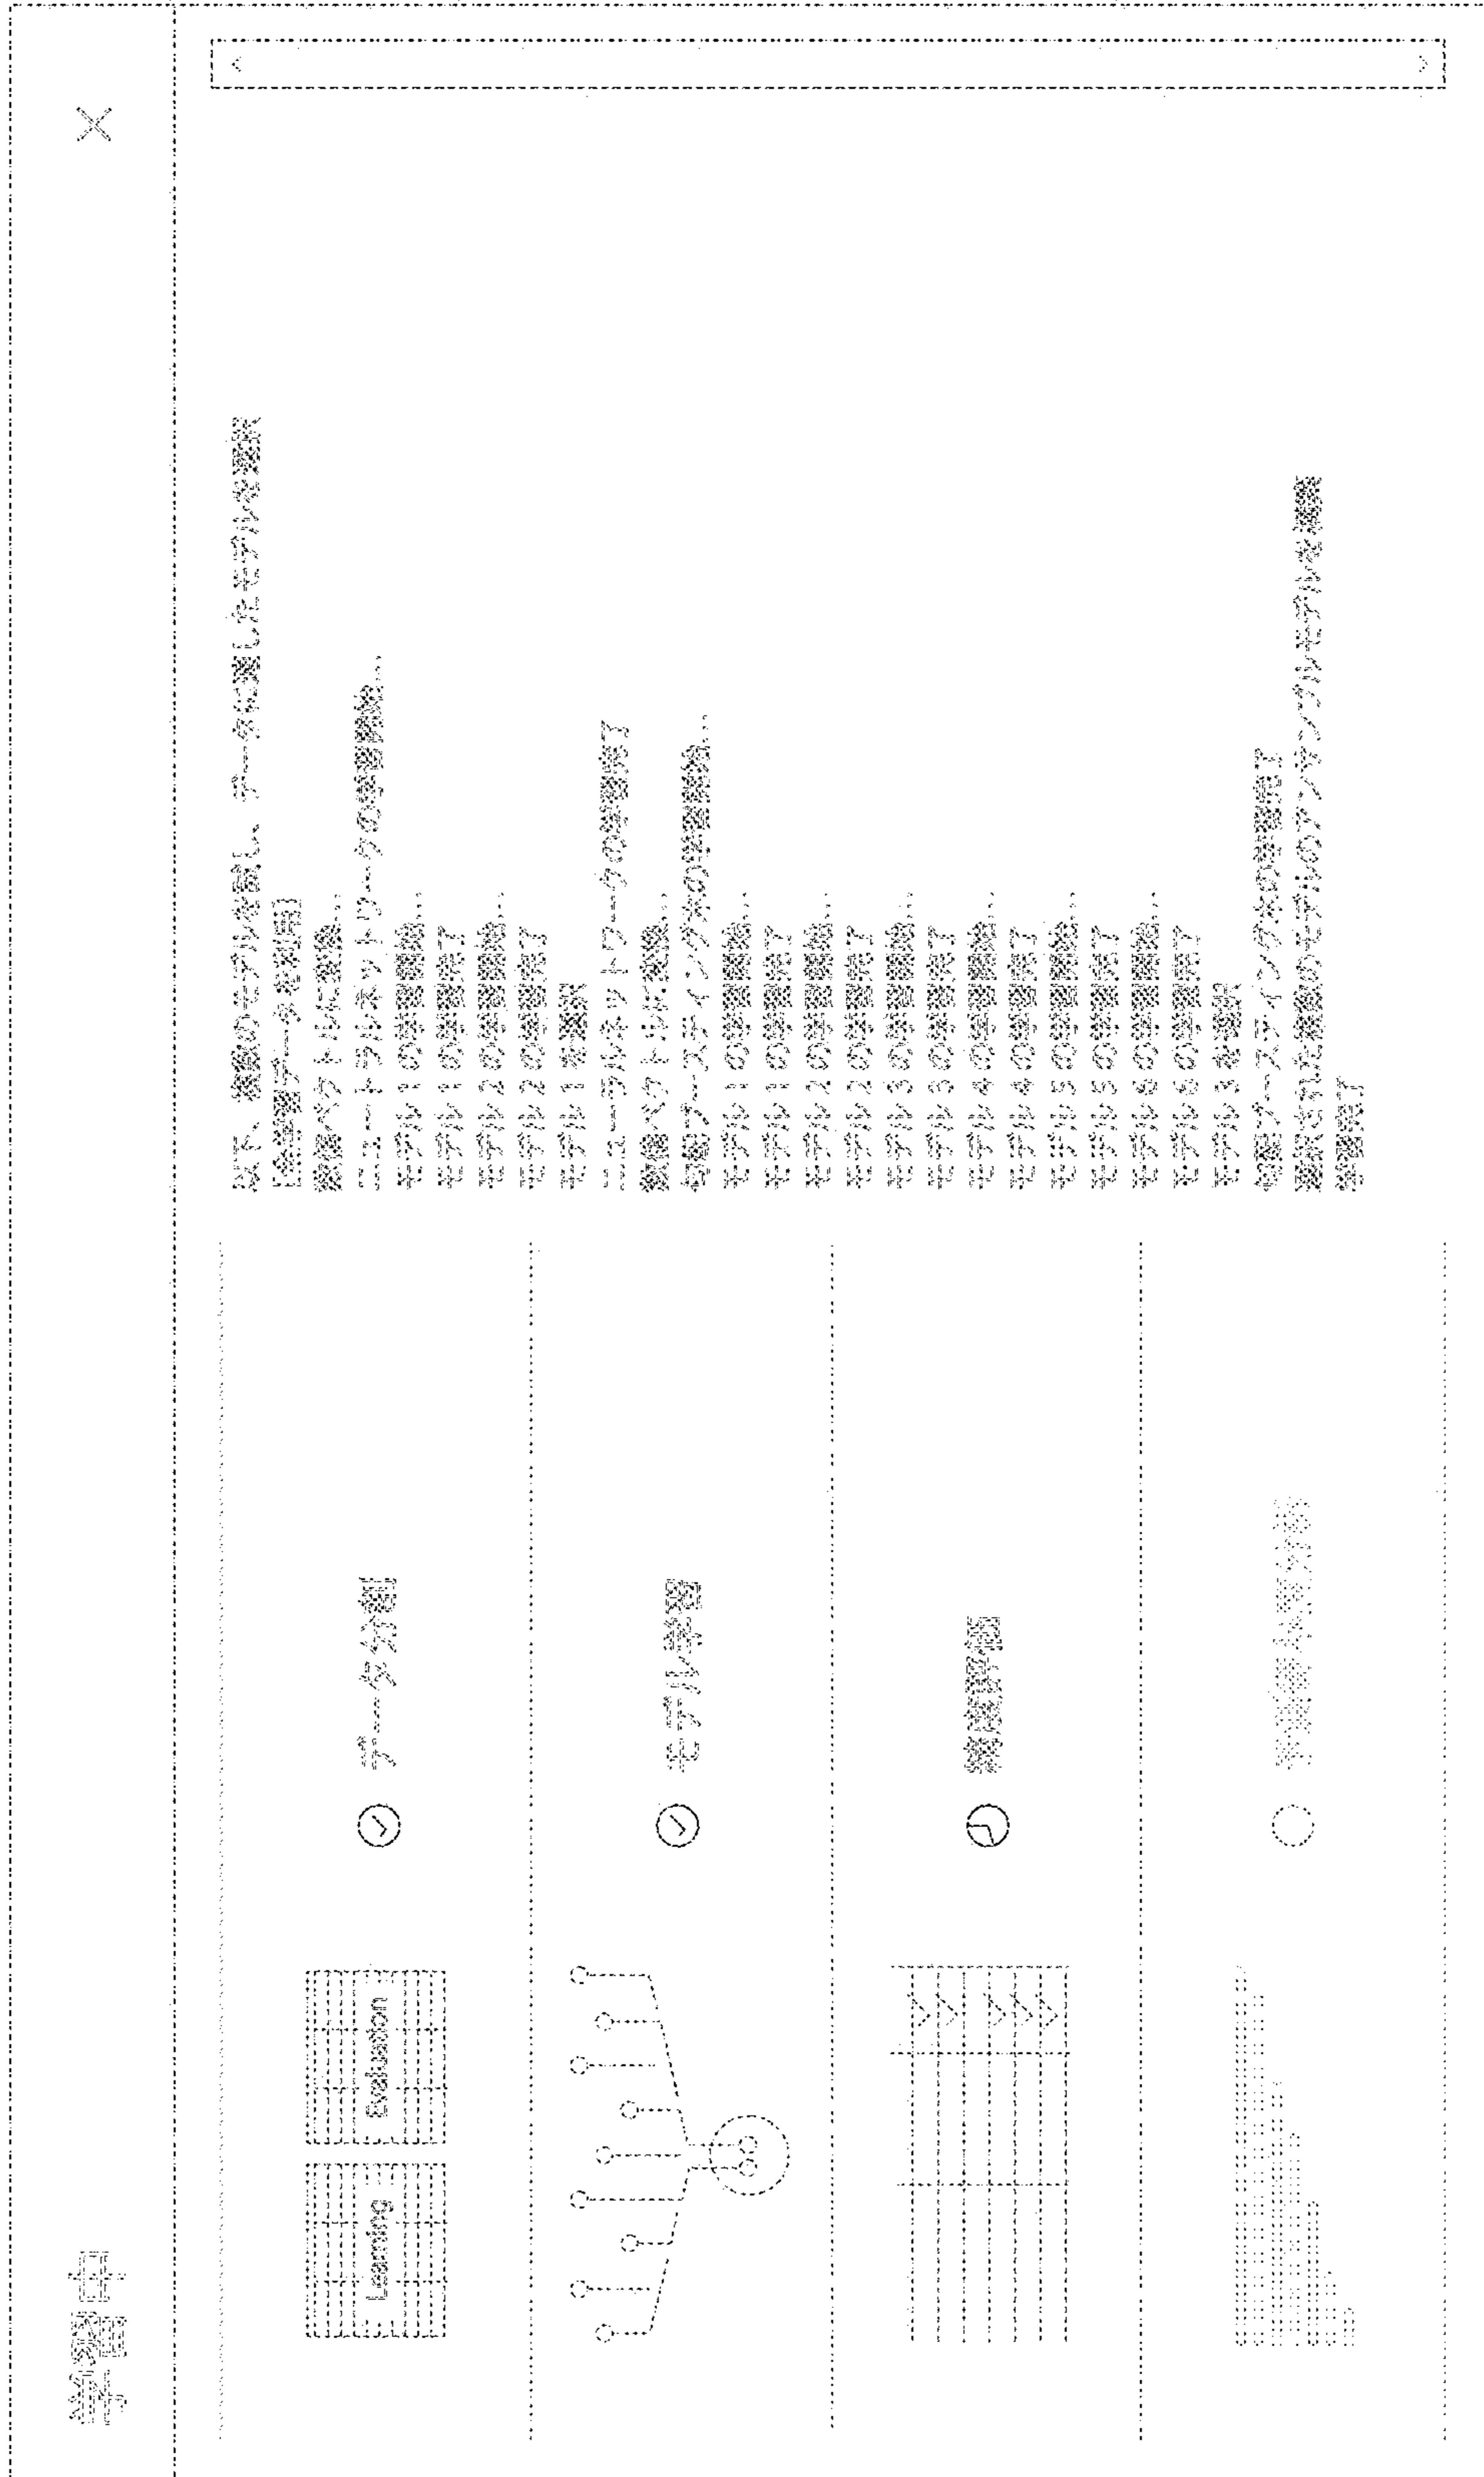 学習中
Learning
Evaluation
データ分割
モデル学習
精度評価
予測値大寄与分析
以下、複数のモデルを試し、データに適したモデルを選択
[全学習データを利用]
数値ベクトルに変換...
ニュートラルネットワークの学習開始...
モデル 1 の学習開始...
モデル 1 の学習完了
モデル 2 の学習開始...
モデル 2 の学習完了
モデル 1 を選択
ニューラルネットワークの学習完了
数値ベクトルに変換...
勾配ブースティング木の学習開始...
モデル 1 の学習開始...
モデル 1 の学習完了
モデル 2 の学習開始...
モデル 2 の学習完了
モデル 3 の学習開始...
モデル 3 の学習完了
モデル 4 の学習開始...
モデル 4 の学習完了
モデル 5 の学習開始...
モデル 5 の学習完了
モデル 6 の学習開始...
モデル 6 の学習完了
モデル 3 を選択
勾配ブースティング木の学習完了
選択された複数のモデルのアンサンブルモデルを構築
学習完了